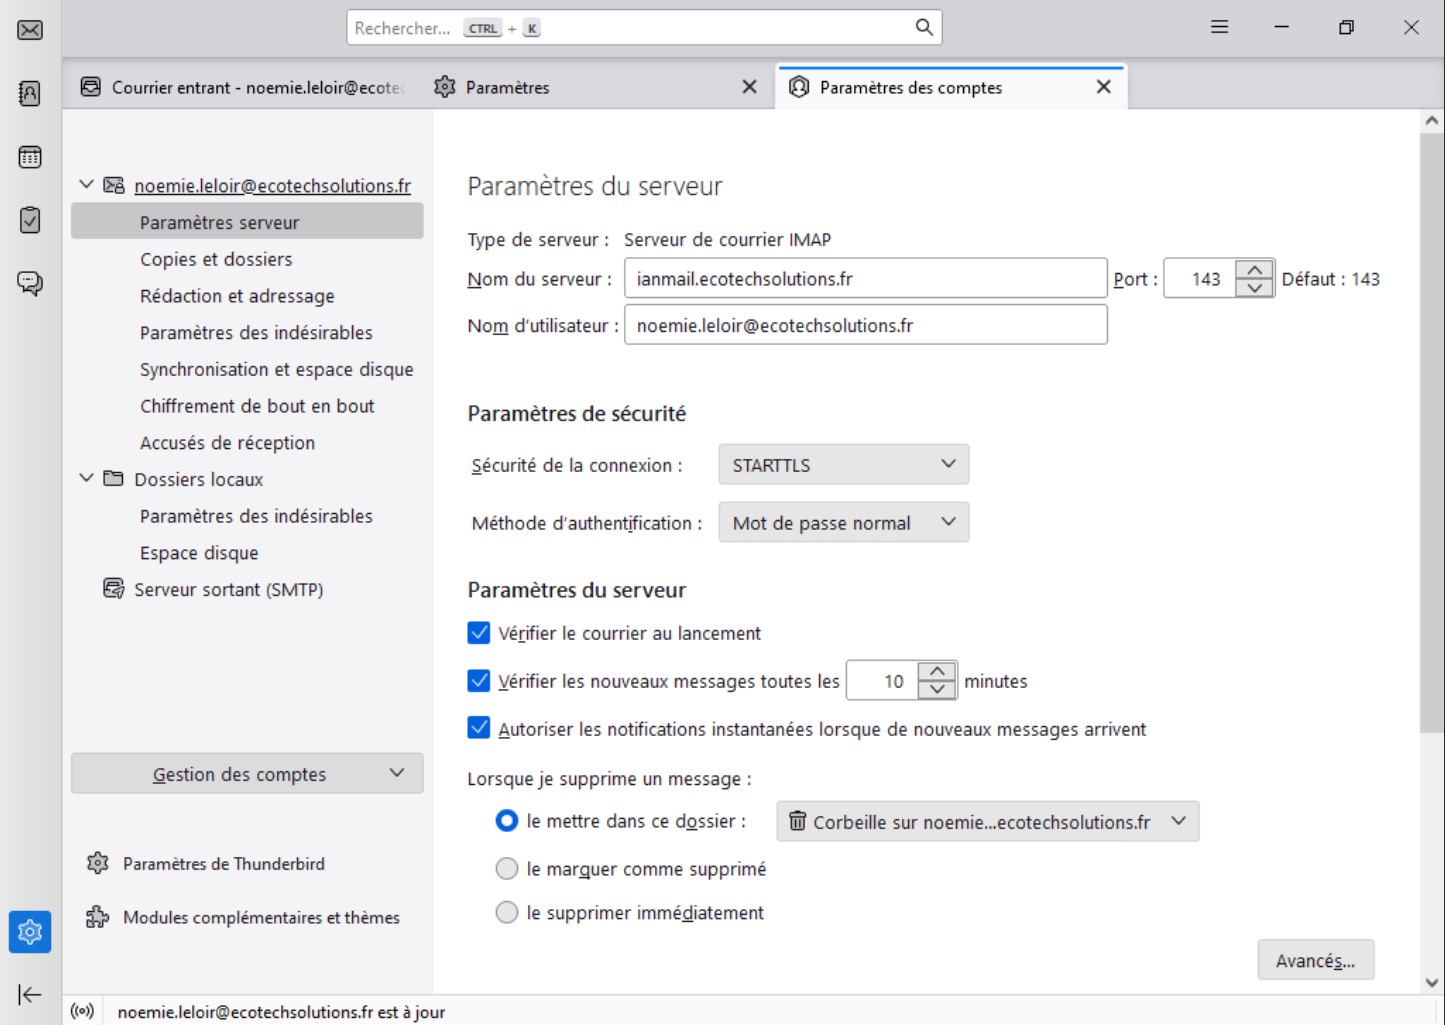 Rechercher... CTRL + K
Courrier entrant - noemie.leloir@ecote
Paramètres
Paramètres des comptes
noemie.leloir@ecotechsolutions.fr
Paramètres serveur
Copies et dossiers
Rédaction et adressage
Paramètres des indésirables
Synchronisation et espace disque
Chiffrement de bout en bout
Accusés de réception
Dossiers locaux
Paramètres des indésirables
Espace disque
Serveur sortant (SMTP)
Gestion des comptes
Paramètres de Thunderbird
Modules complémentaires et thèmes
Paramètres du serveur
Type de serveur : Serveur de courrier IMAP
Nom du serveur : ianmail.ecotechsolutions.fr Port : 143 Défaut : 143
Nom d'utilisateur : noemie.leloir@ecotechsolutions.fr
Paramètres de sécurité
Sécurité de la connexion : STARTTLS
Méthode d'authentification : Mot de passe normal
Paramètres du serveur
Vérifier le courrier au lancement
Vérifier les nouveaux messages toutes les 10 minutes
Autoriser les notifications instantanées lorsque de nouveaux messages arrivent
Lorsque je supprime un message :
le mettre dans ce dossier : Corbeille sur noemie...ecotechsolutions.fr
le marquer comme supprimé
le supprimer immédiatement
Avancés...
noemie.leloir@ecotechsolutions.fr est à jour